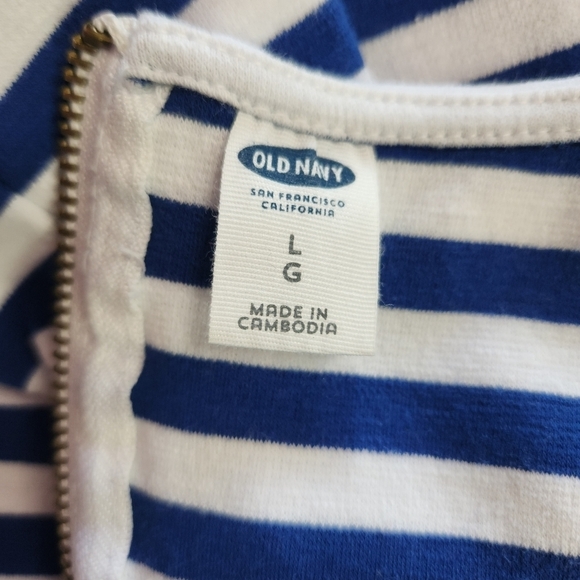 OLD NAVY
SAN FRANCISCO
CALIFORNIA
L
G
MADE IN
CAMBODIA